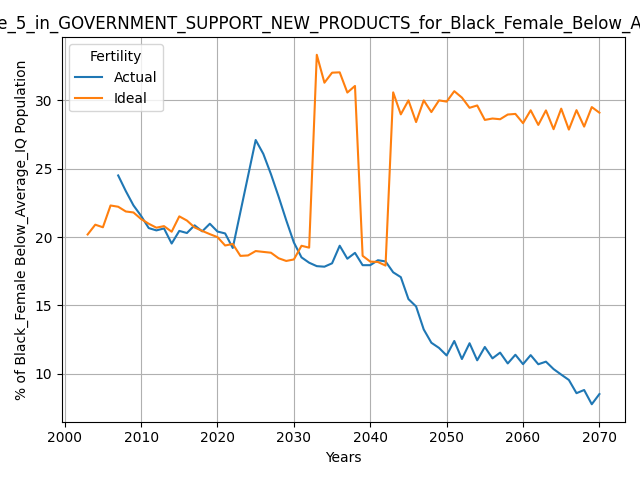 e_5_in_GOVERNMENT_SUPPORT_NEW_PRODUCTS_for_Black_Female_Below_A
Fertility
Actual
Ideal
% of Black_Female Below_Average_IQ Population
30
25
20
15
10
2000 2010 2020 2030 2040 2050 2060 2070
Years